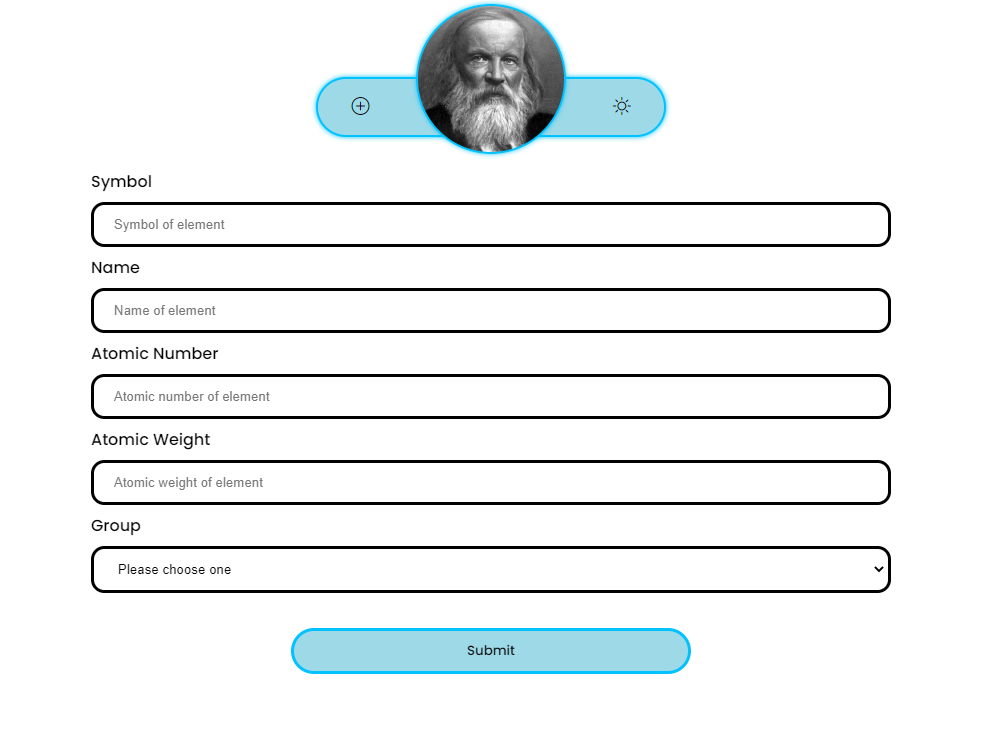 Symbol
Symbol of element
Name
Name of element
Atomic Number
Atomic number of element
Atomic Weight
Atomic weight of element
Group
Please choose one
Submit